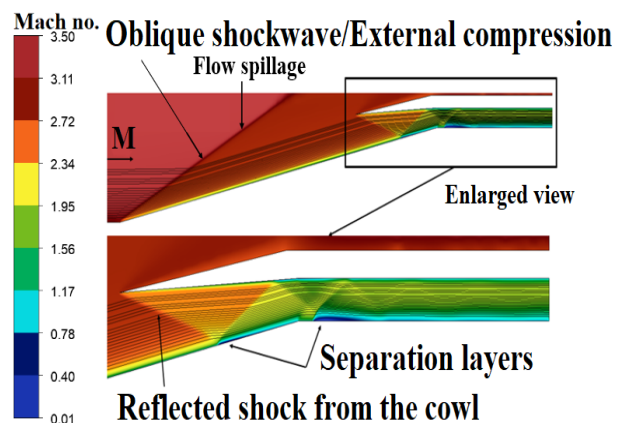 Mach no.
Oblique shockwave/External compression
Flow spillage
3.50
3.11
2.72
2.34
1.95
1.56
1.17
0.78
0.40
0.01
M
Enlarged view
Separation layers
Reflected shock from the cowl